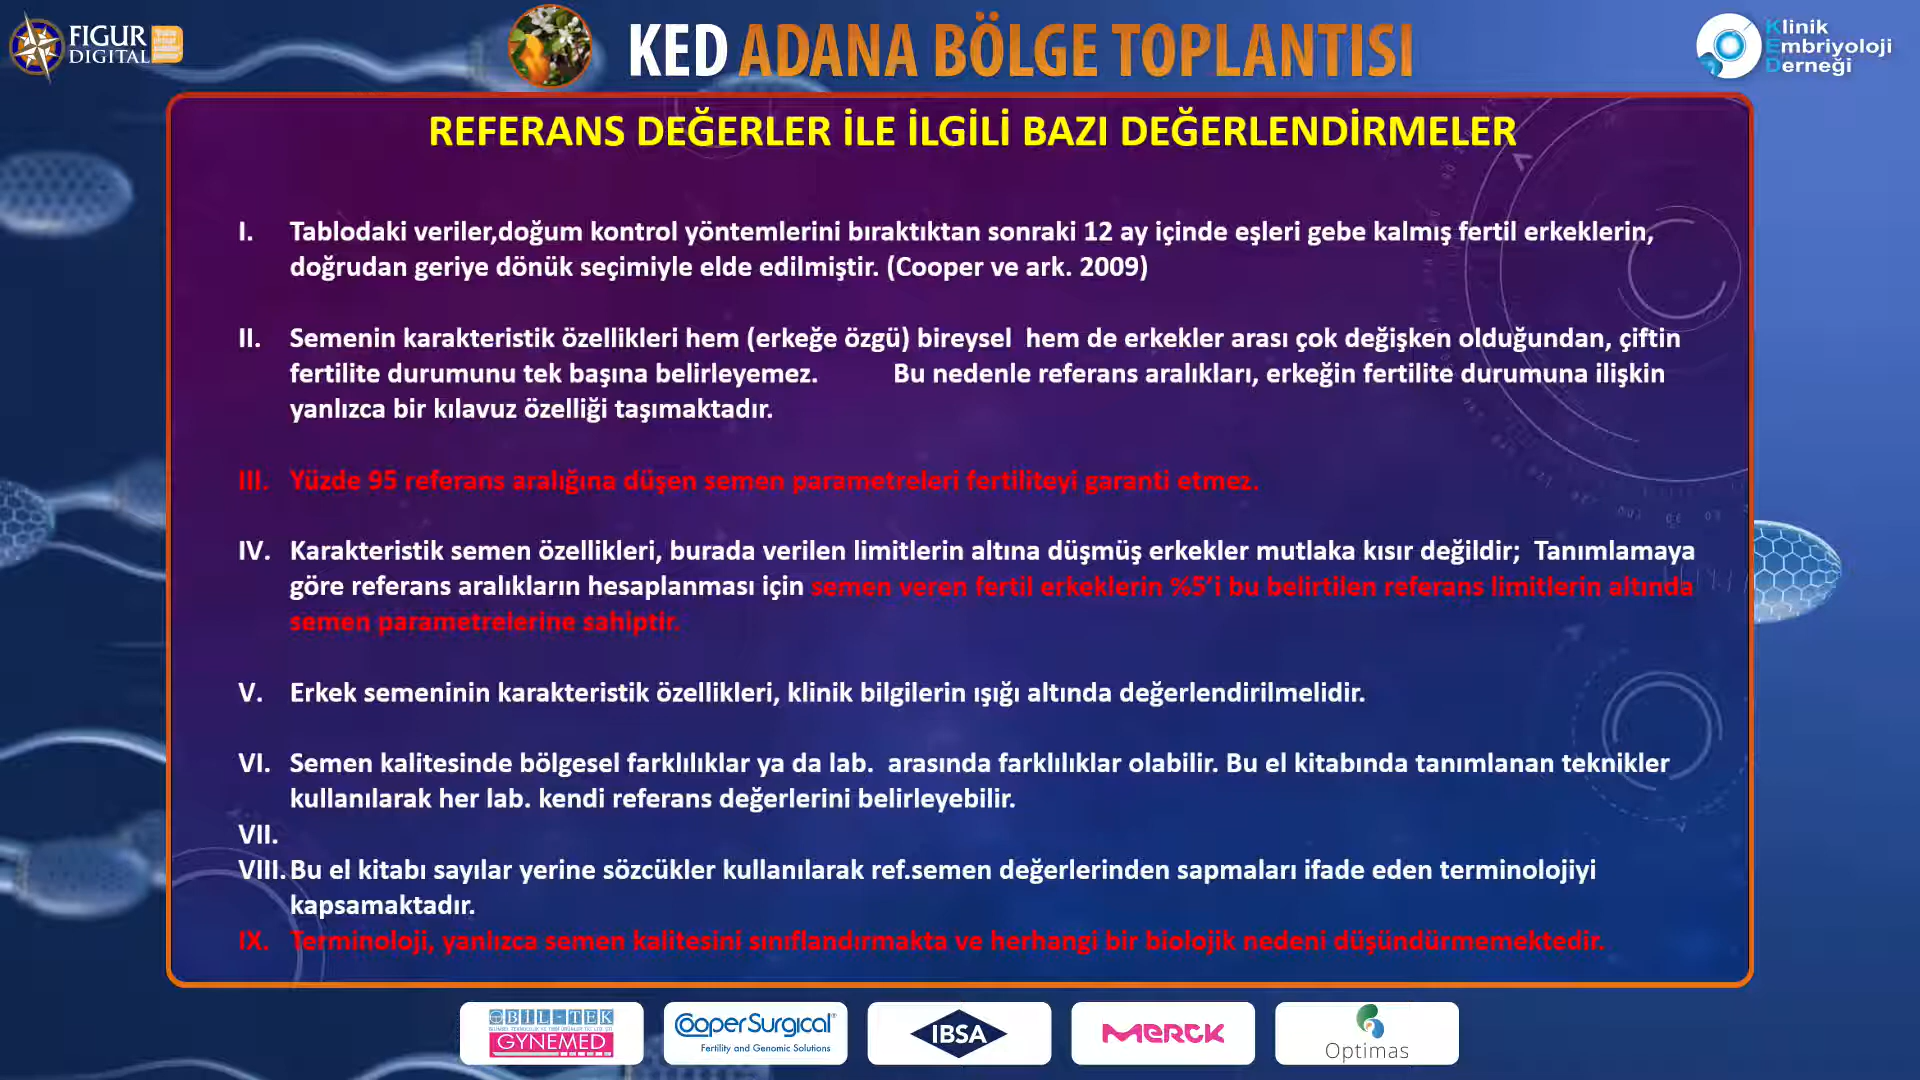 FIGUR
DIGITAL
KED ADANA BÖLGE TOPLANTISI
Klinik
Embriyoloji
Derneği
REFERANS DEĞERLER İLE İLGİLİ BAZI DEĞERLENDİRMELER
I. Tablodaki veriler,doğum kontrol yöntemlerini bıraktıktan sonraki 12 ay içinde eşleri gebe kalmış fertil erkeklerin,
doğrudan geriye dönük seçimiyle elde edilmiştir. (Cooper ve ark. 2009)
II. Semenin karakteristik özellikleri hem (erkeğe özgü) bireysel hem de erkekler arası çok değişken olduğundan, çiftin
fertilite durumunu tek başına belirleyemez. Bu nedenle referans aralıkları, erkeğin fertilite durumuna ilişkin
yanlızca bir kılavuz özelliği taşımaktadır.
III. Yüzde 95 referans aralığına düşen semen parametreleri fertiliteyi garanti etmez.
IV. Karakteristik semen özellikleri, burada verilen limitlerin altına düşmüş erkekler mutlaka kısır değildir; Tanımlamaya
göre referans aralıkların hesaplanması için semen veren fertil erkeklerin %5'i bu belirtilen referans limitlerin altında
semen parametrelerine sahiptir.
V. Erkek semeninin karakteristik özellikleri, klinik bilgilerin ışığı altında değerlendirilmelidir.
VI. Semen kalitesinde bölgesel farklılıklar ya da lab. arasında farklılıklar olabilir. Bu el kitabında tanımlanan teknikler
kullanılarak her lab. kendi referans değerlerini belirleyebilir.
VII.
VIII. Bu el kitabı sayılar yerine sözcükler kullanılarak ref.semen değerlerinden sapmaları ifade eden terminolojiyi
kapsamaktadır.
IX. Terminoloji, yanlızca semen kalitesini sınıflandırmakta ve herhangi bir biolojik nedeni düşündürmemektedir.
BIL-TEK
GYNEMED
CooperSurgical
Fertility and Genomic Solutions
IBSA
MERCK
Optimas